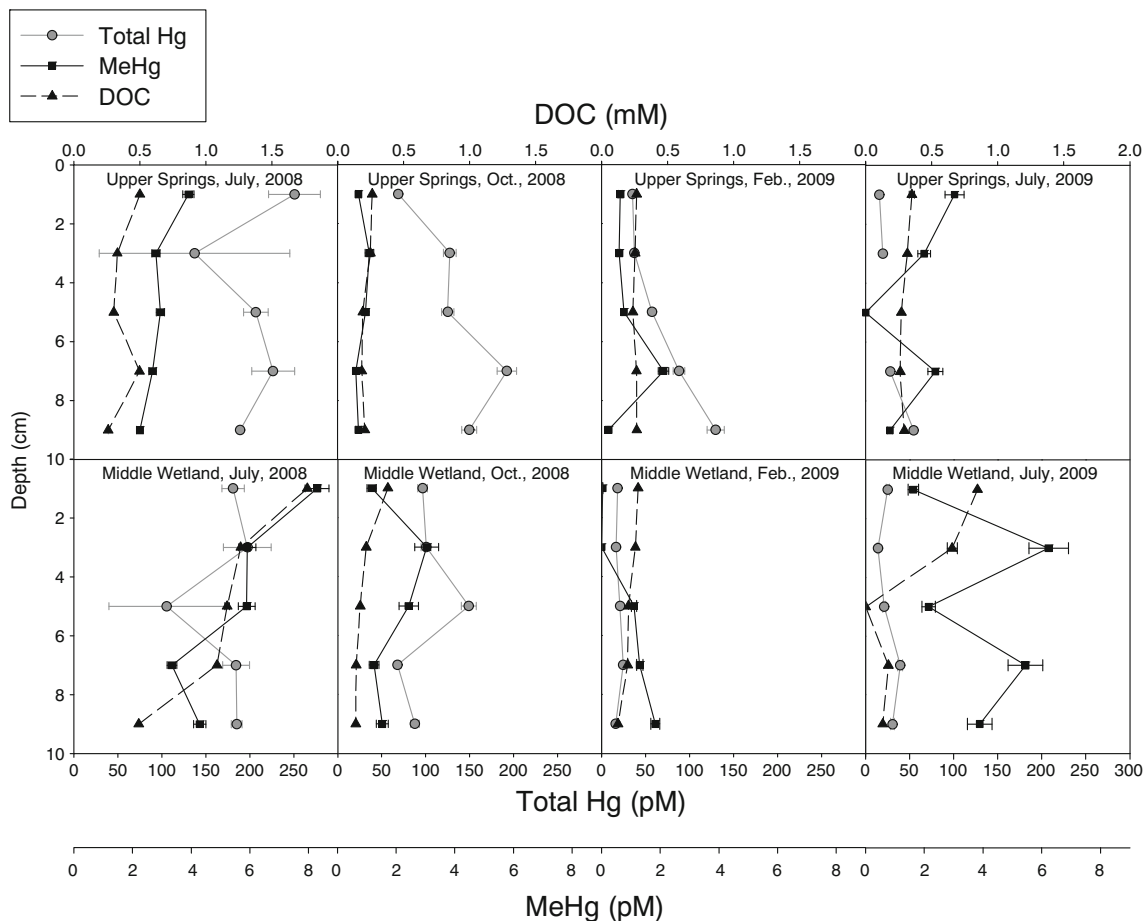 Total Hg
MeHg
DOC
DOC (mM)
0.0 0.5 1.0 1.5 0.0 0.5 1.0 1.5 0.0 0.5 1.0 1.5 0.0 0.5 1.0 1.5 2.0
Upper Springs, July, 2008 Upper Springs, Oct., 2008 Upper Springs, Feb., 2009 Upper Springs, July, 2009
0
2
4
6
8
10
Depth (cm)
Middle Wetland, July, 2008 Middle Wetland, Oct., 2008 Middle Wetland, Feb., 2009 Middle Wetland, July, 2009
2
4
6
8
10
0 50 100 150 200 250 0 50 100 150 200 250 0 50 100 150 200 250 0 50 100 150 200 250 300
Total Hg (pM)
0 2 4 6 8 0 2 4 6 8 0 2 4 6 8 0 2 4 6 8
MeHg (pM)